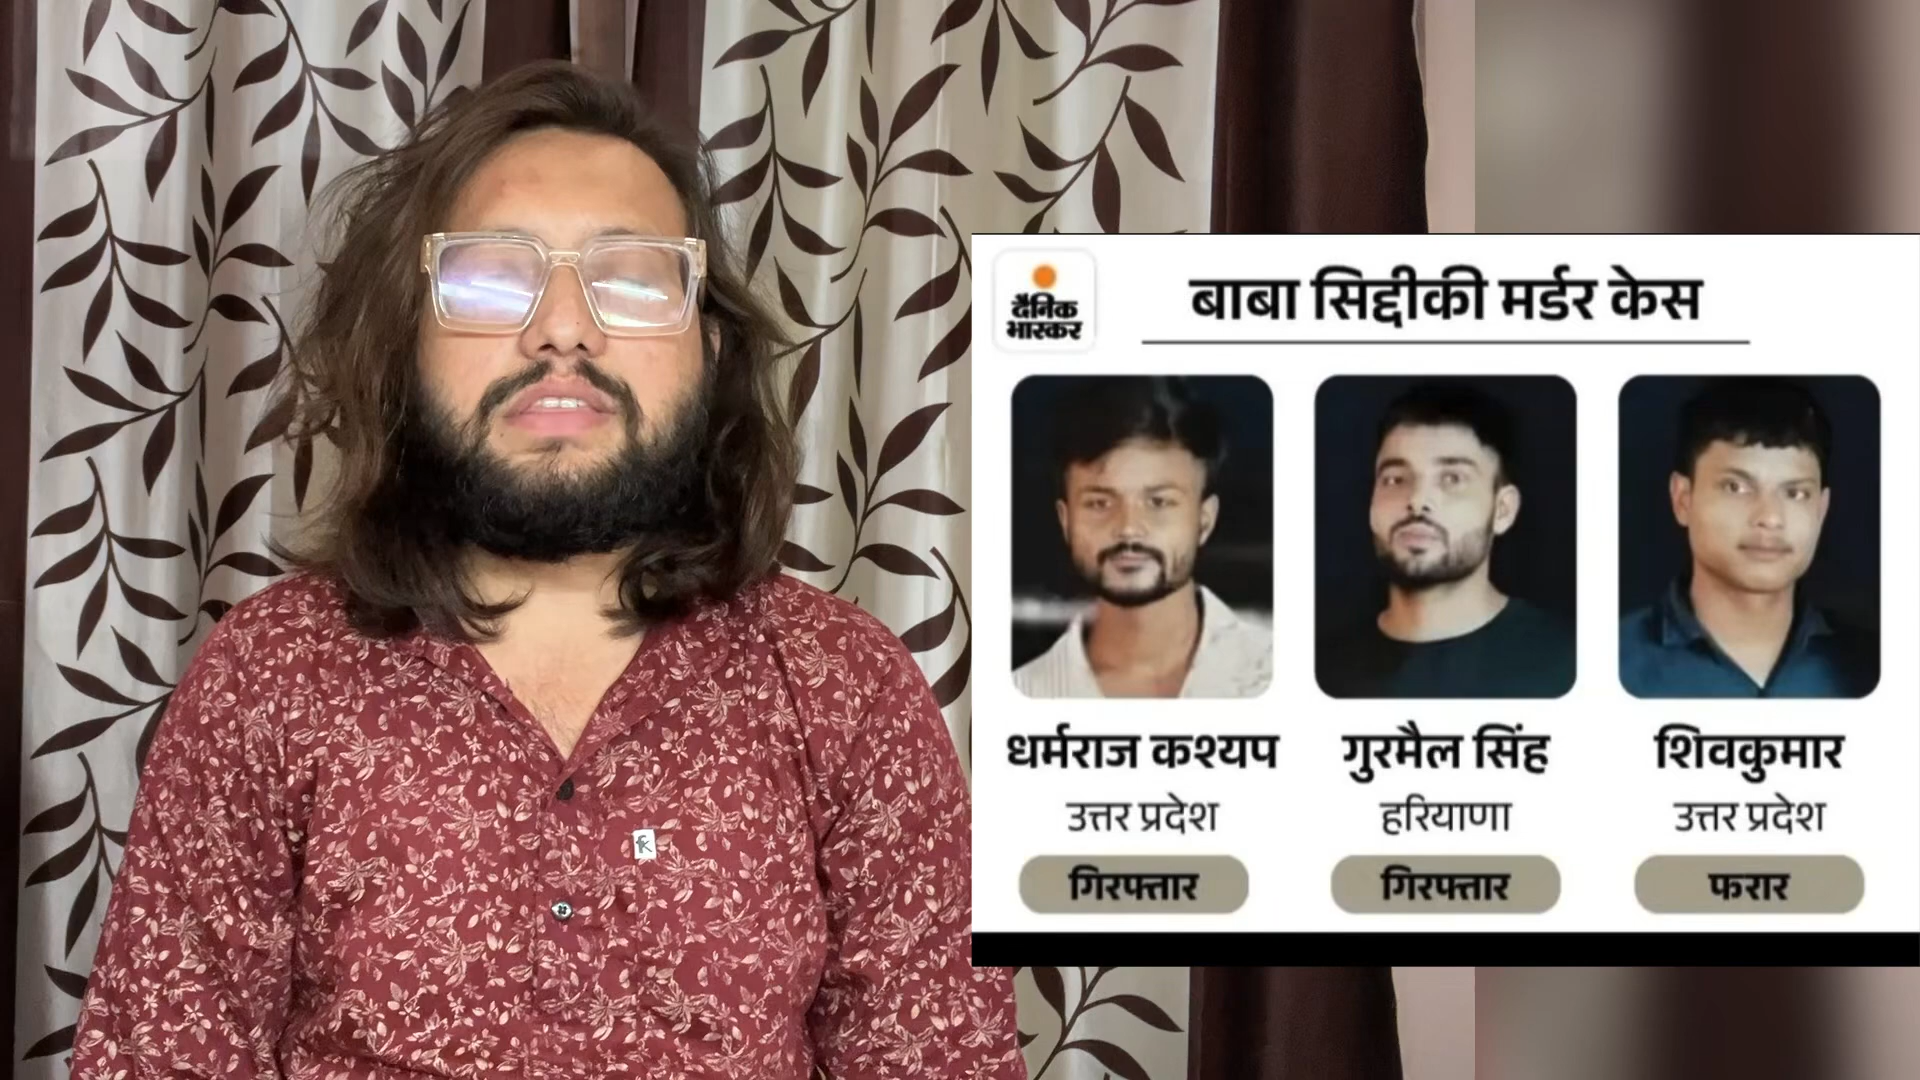 दैनिक
भास्कर
बाबा सिद्दीकी मर्डर केस
धर्मराज कश्यप
गुरमैल सिंह
शिवकुमार
उत्तर प्रदेश
हरियाणा
उत्तर प्रदेश
गिरफ्तार
गिरफ्तार
फरार